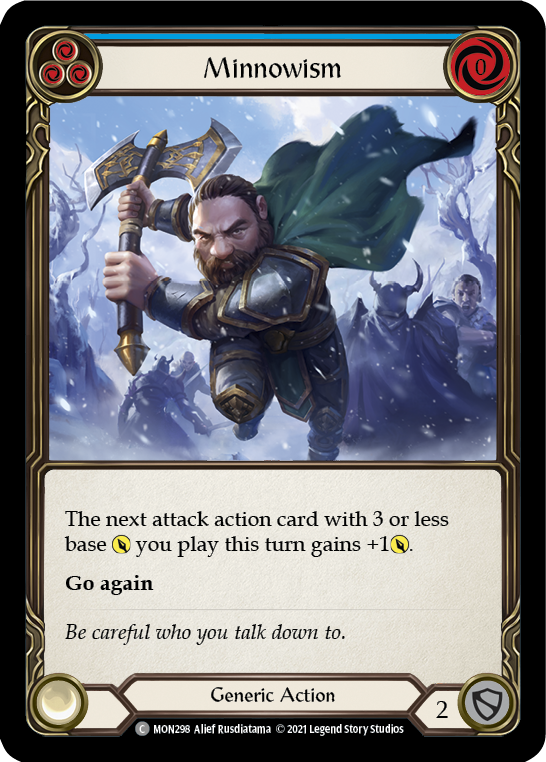 Minnowism
0
The next attack action card with 3 or less
base you play this turn gains +1.
Go again
Be careful who you talk down to.
Generic Action
2
C MON298 Alief Rusdiatama © 2021 Legend Story Studios